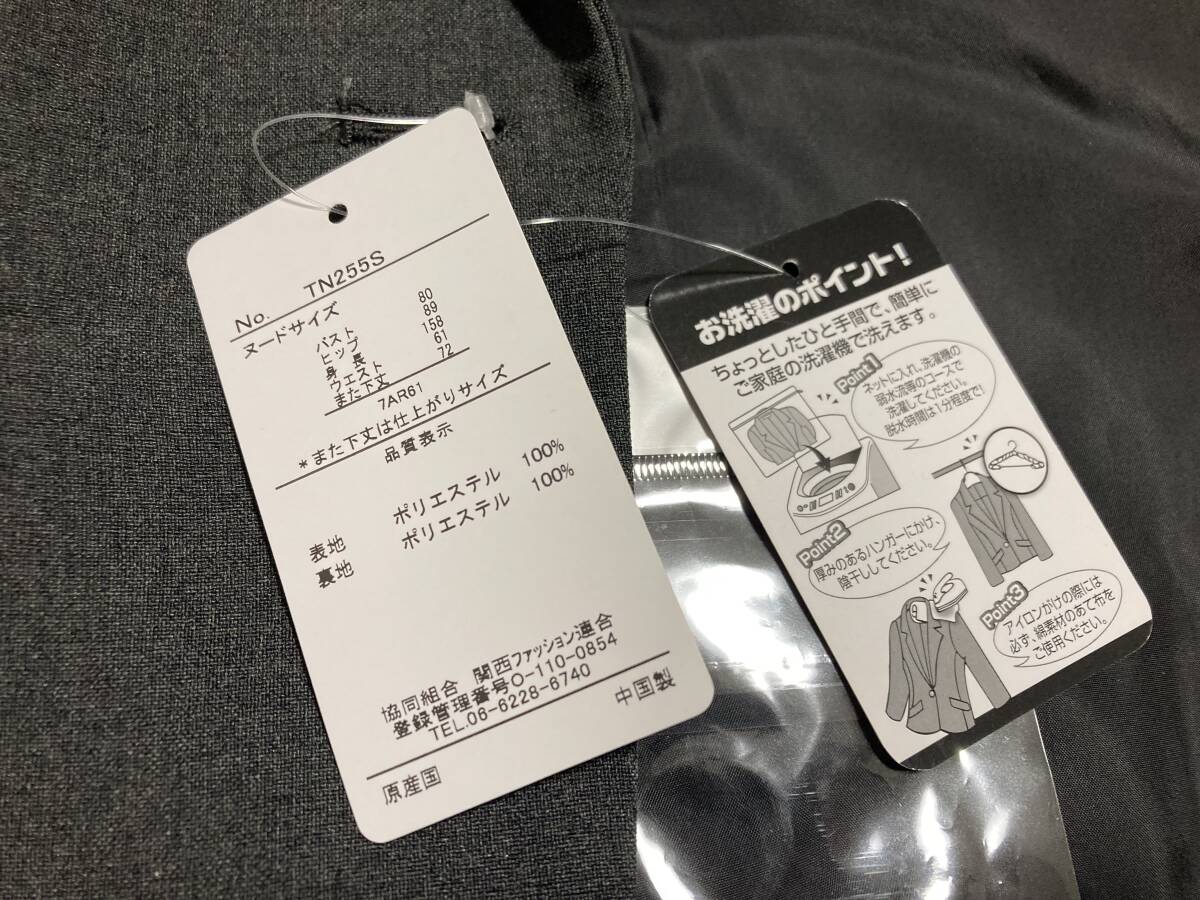 No. TN255S
ヌードサイズ
バスト 80
ヒップ 89
身長 158
ウエスト 61
また下丈 72
7AR61
*また下丈は仕上がりサイズ
品質表示
表地 ポリエステル 100%
裏地 ポリエステル 100%
協同組合 関西ファッション連合
登録管理番号O-110-0854
TEL.06-6228-6740
原産国 中国製
お洗濯のポイント!
ちょっとしたひと手間で、簡単に
ご家庭の洗濯機で洗えます。
Point1
ネットに入れ、洗濯機の
弱水流等のコースで
洗濯してください。
脱水時間は1分程度で!
Point2
厚みのあるハンガーにかけ、
陰干ししてください。
Point3
アイロンがけの際には
必ず、綿素材のあて布を
ご使用ください。